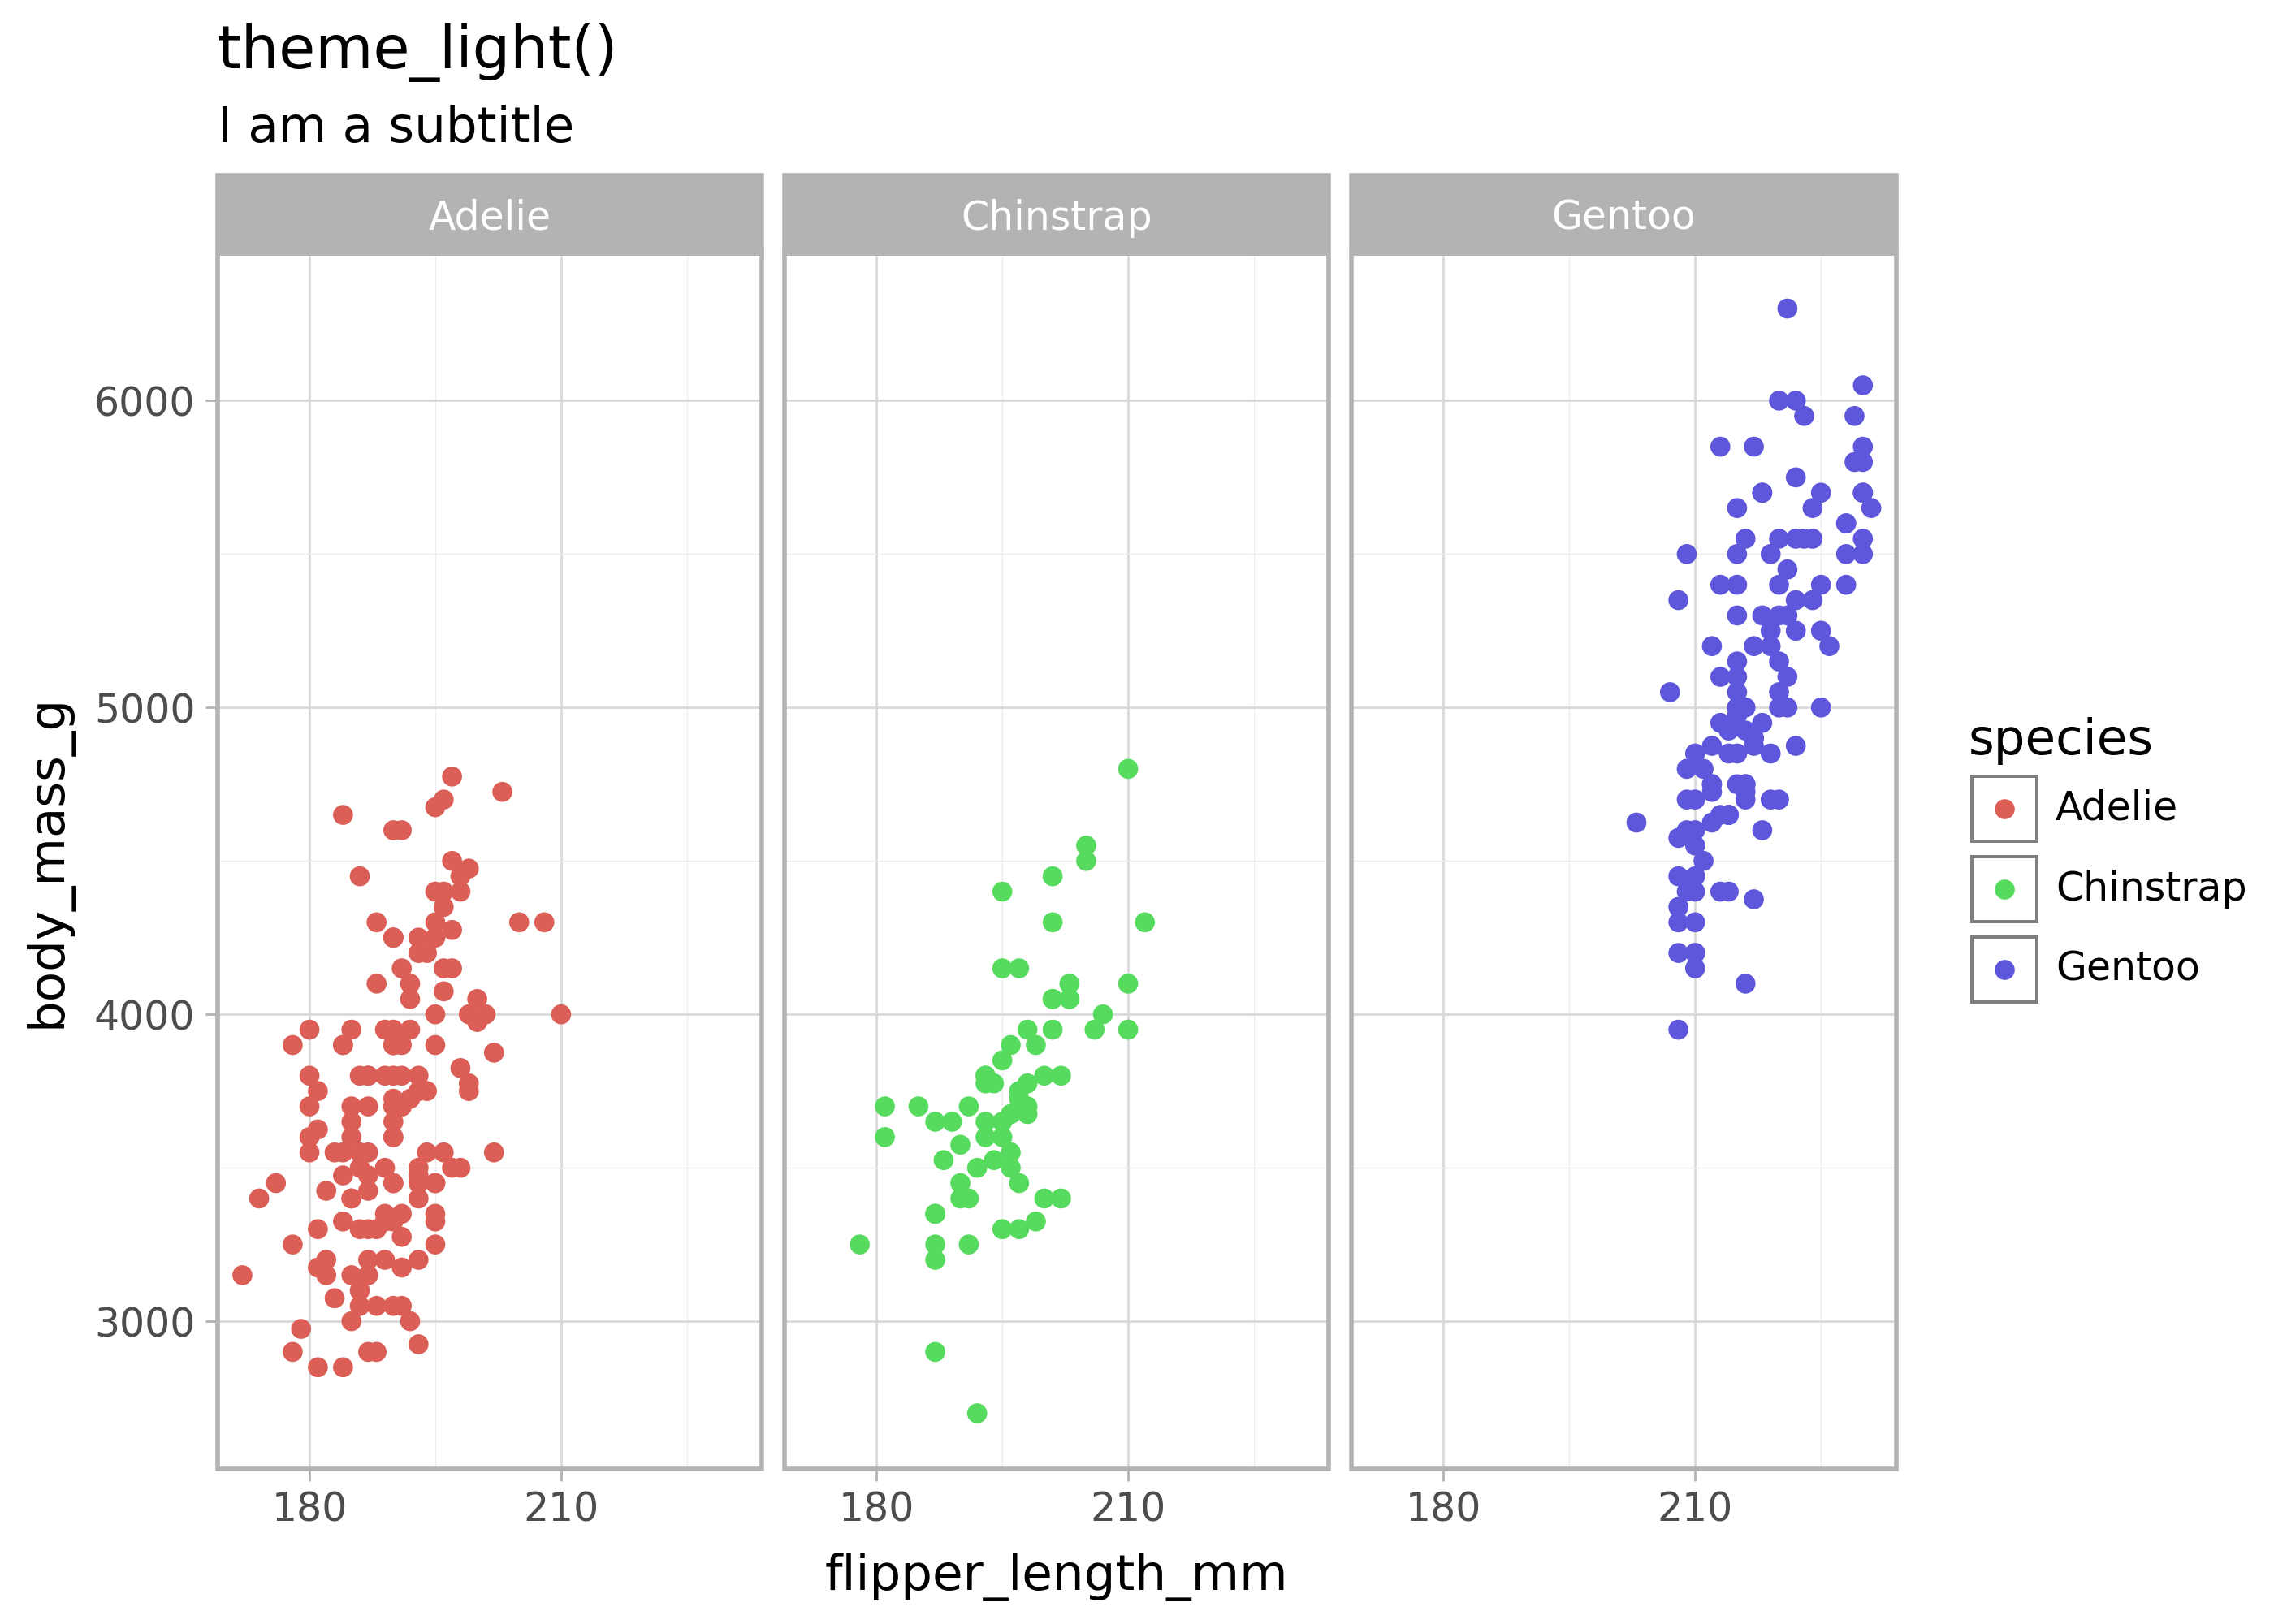 theme_light()
I am a subtitle
Adelie
Chinstrap
Gentoo
6000
5000
4000
3000
body_mass_g
180
210
180
210
180
210
flipper_length_mm
species
Adelie
Chinstrap
Gentoo